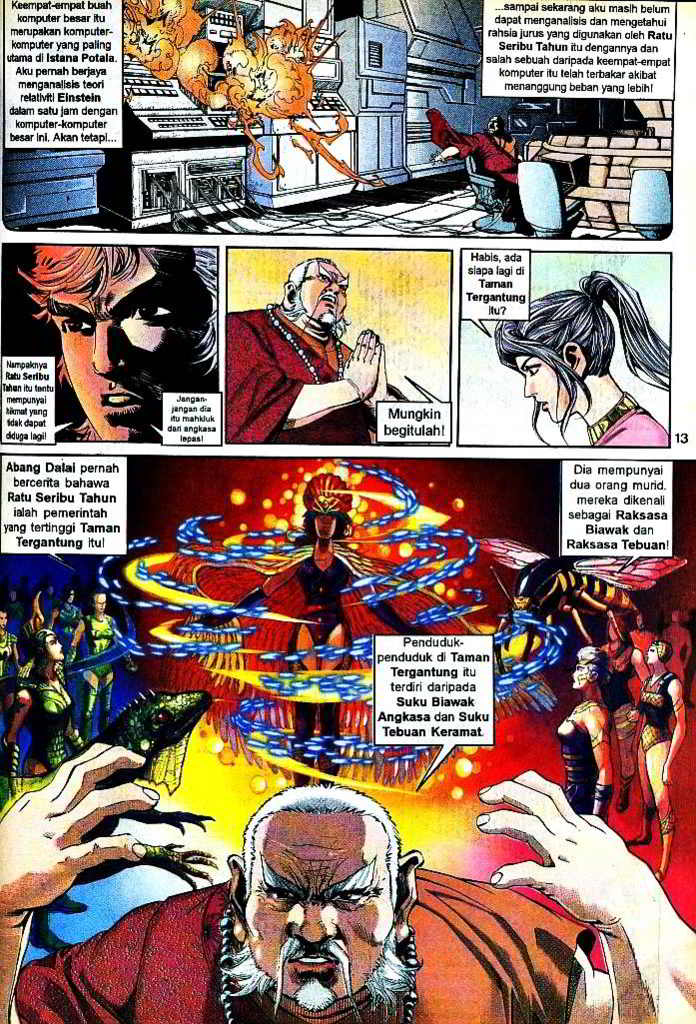 Keempat-empat buah
komputer besar itu
merupakan komputer-
komputer yang paling
utama di Istana Potala.
Aku pernah berjaya
menganalisis teori
relativiti Einstein
dalam satu jam dengan
komputer-komputer
besar ini. Akan tetapi...
...sampai sekarang aku masih belum
dapat menganalisis dan mengetahui
rahsia jurus yang digunakan oleh Ratu
Seribu Tahun itu dengannya dan
salah sebuah daripada keempat-empat
komputer itu telah terbakar akibat
menanggung beban yang lebih!
Nampaknya
Ratu Seribu
Tahun itu tentu
mempunyai
hikmat yang
tidak dapat
diduga lagi!
Jangan-
jangan dia
itu makhluk
dari angkasa
lepas!
Mungkin
begitulah!
Habis, ada
siapa lagi di
Taman
Tergantung
itu?
13
Abang Dalai pernah
bercerita bahawa
Ratu Seribu Tahun
ialah pemerintah
yang tertinggi Taman
Tergantung itu!
Dia mempunyai
dua orang murid.
mereka dikenali
sebagai Raksasa
Biawak dan
Raksasa Tebuan!
Penduduk-
penduduk di Taman
Tergantung itu
terdiri daripada
Suku Biawak
Angkasa dan Suku
Tebuan Keramat.